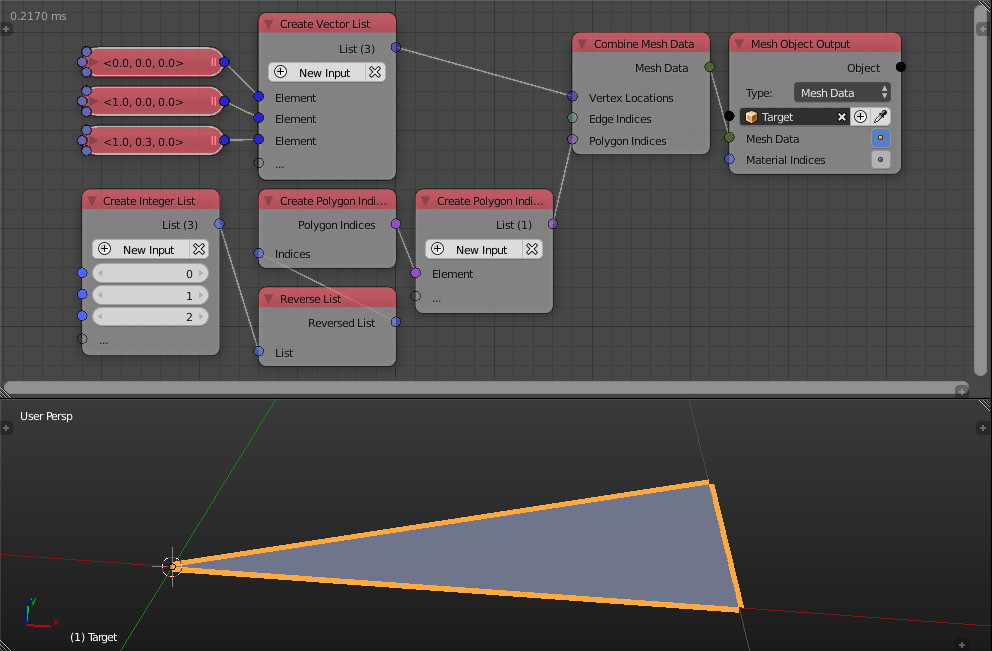 0.2170 ms
<0.0, 0.0, 0.0>
<1.0, 0.0, 0.0>
<1.0, 0.3, 0.0>
Create Vector List
List (3)
New Input
Element
Element
Element
...
Combine Mesh Data
Mesh Data
Vertex Locations
Edge Indices
Polygon Indices
Mesh Object Output
Object
Type: Mesh Data
Target
Mesh Data
Material Indices
Create Integer List
List (3)
New Input
0
1
2
...
Create Polygon Indi...
Polygon Indices
Indices
Reverse List
Reversed List
List
Create Polygon Indi...
List (1)
New Input
Element
...
User Persp
y
x
(1) Target